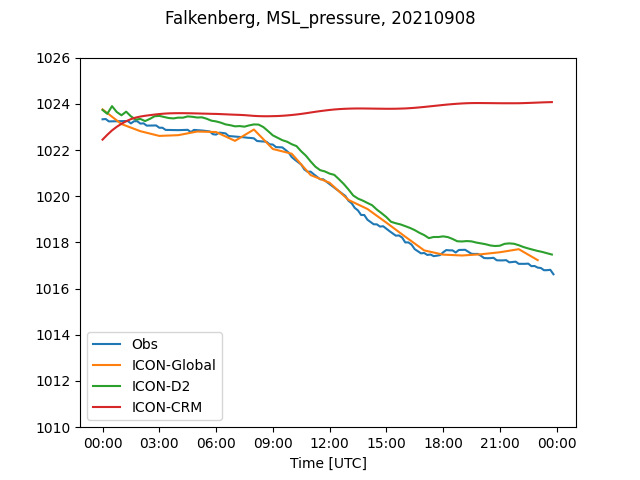 Falkenberg, MSL_pressure, 20210908
1026
1024
1022
1020
1018
1016
1014
1012
1010
Obs
ICON-Global
ICON-D2
ICON-CRM
00:00 03:00 06:00 09:00 12:00 15:00 18:00 21:00 00:00
Time [UTC]